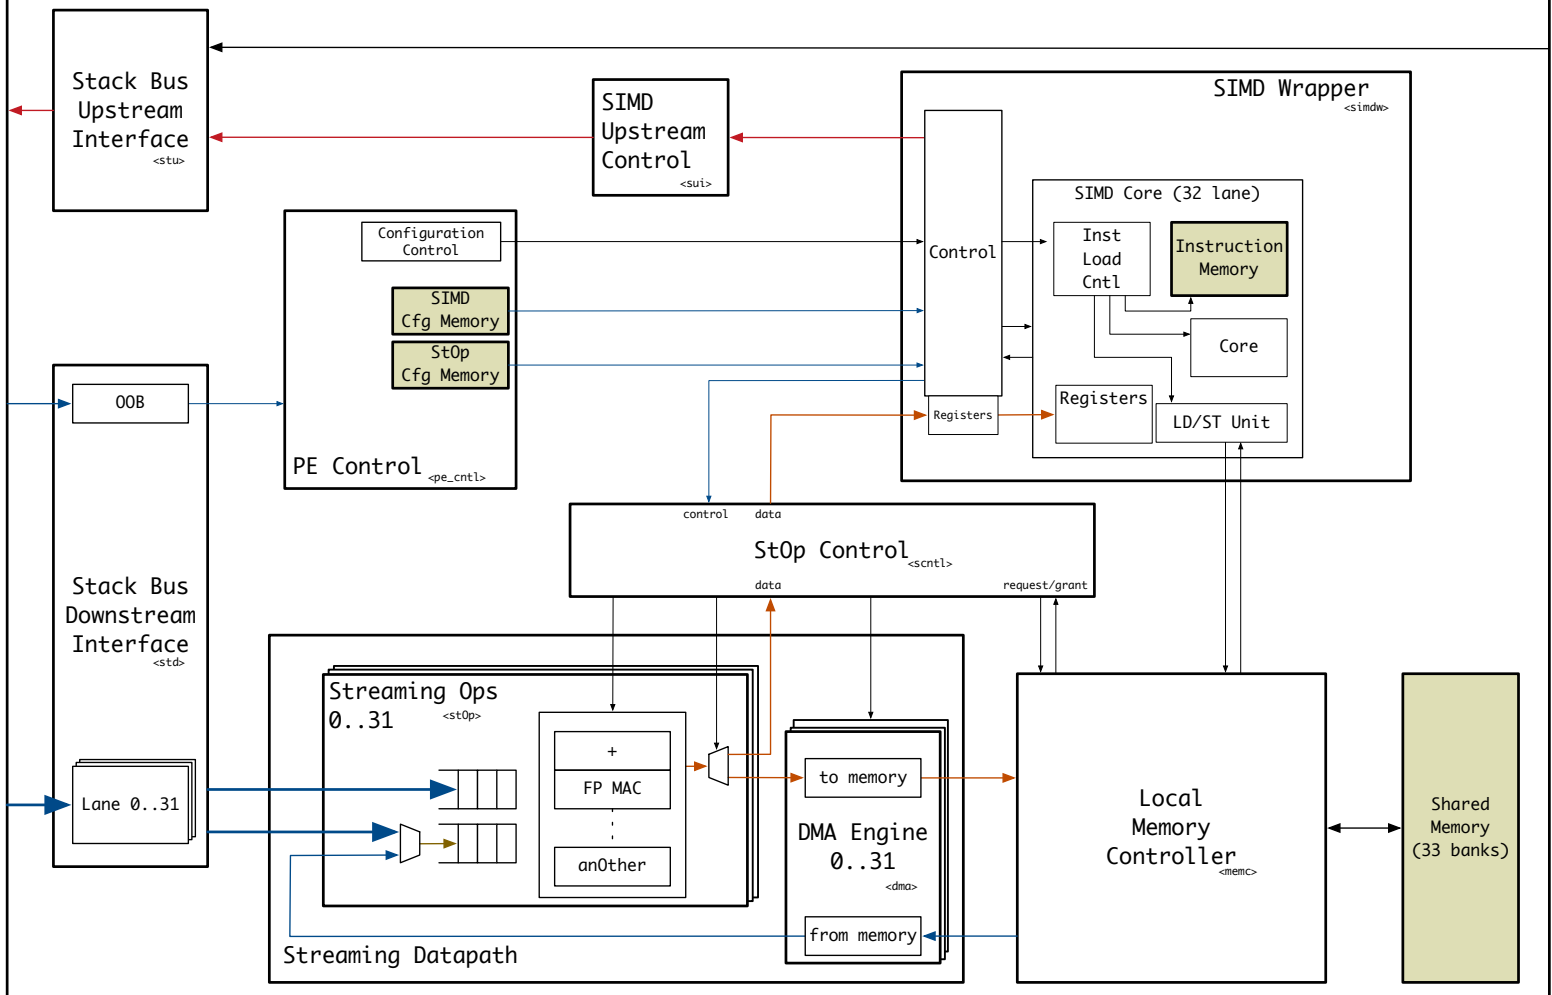 Stack Bus
Upstream
Interface
<stu>
SIMD
Upstream
Control
<sui>
SIMD Wrapper
<simdw>
Control
Registers
SIMD Core (32 lane)
Inst
Load
Cntl
Instruction
Memory
Core
Registers
LD/ST Unit
Configuration
Control
SIMD
Cfg Memory
StOp
Cfg Memory
PE Control
<pe_cntl>
OOB
Stack Bus
Downstream
Interface
<std>
Lane 0..31
control
data
StOp Control
<scntl>
data
request/grant
Streaming Ops
0..31
<stOp>
+
FP MAC
anOther
to memory
DMA Engine
0..31
<dma>
from memory
Streaming Datapath
Local
Memory
Controller
<memc>
Shared
Memory
(33 banks)